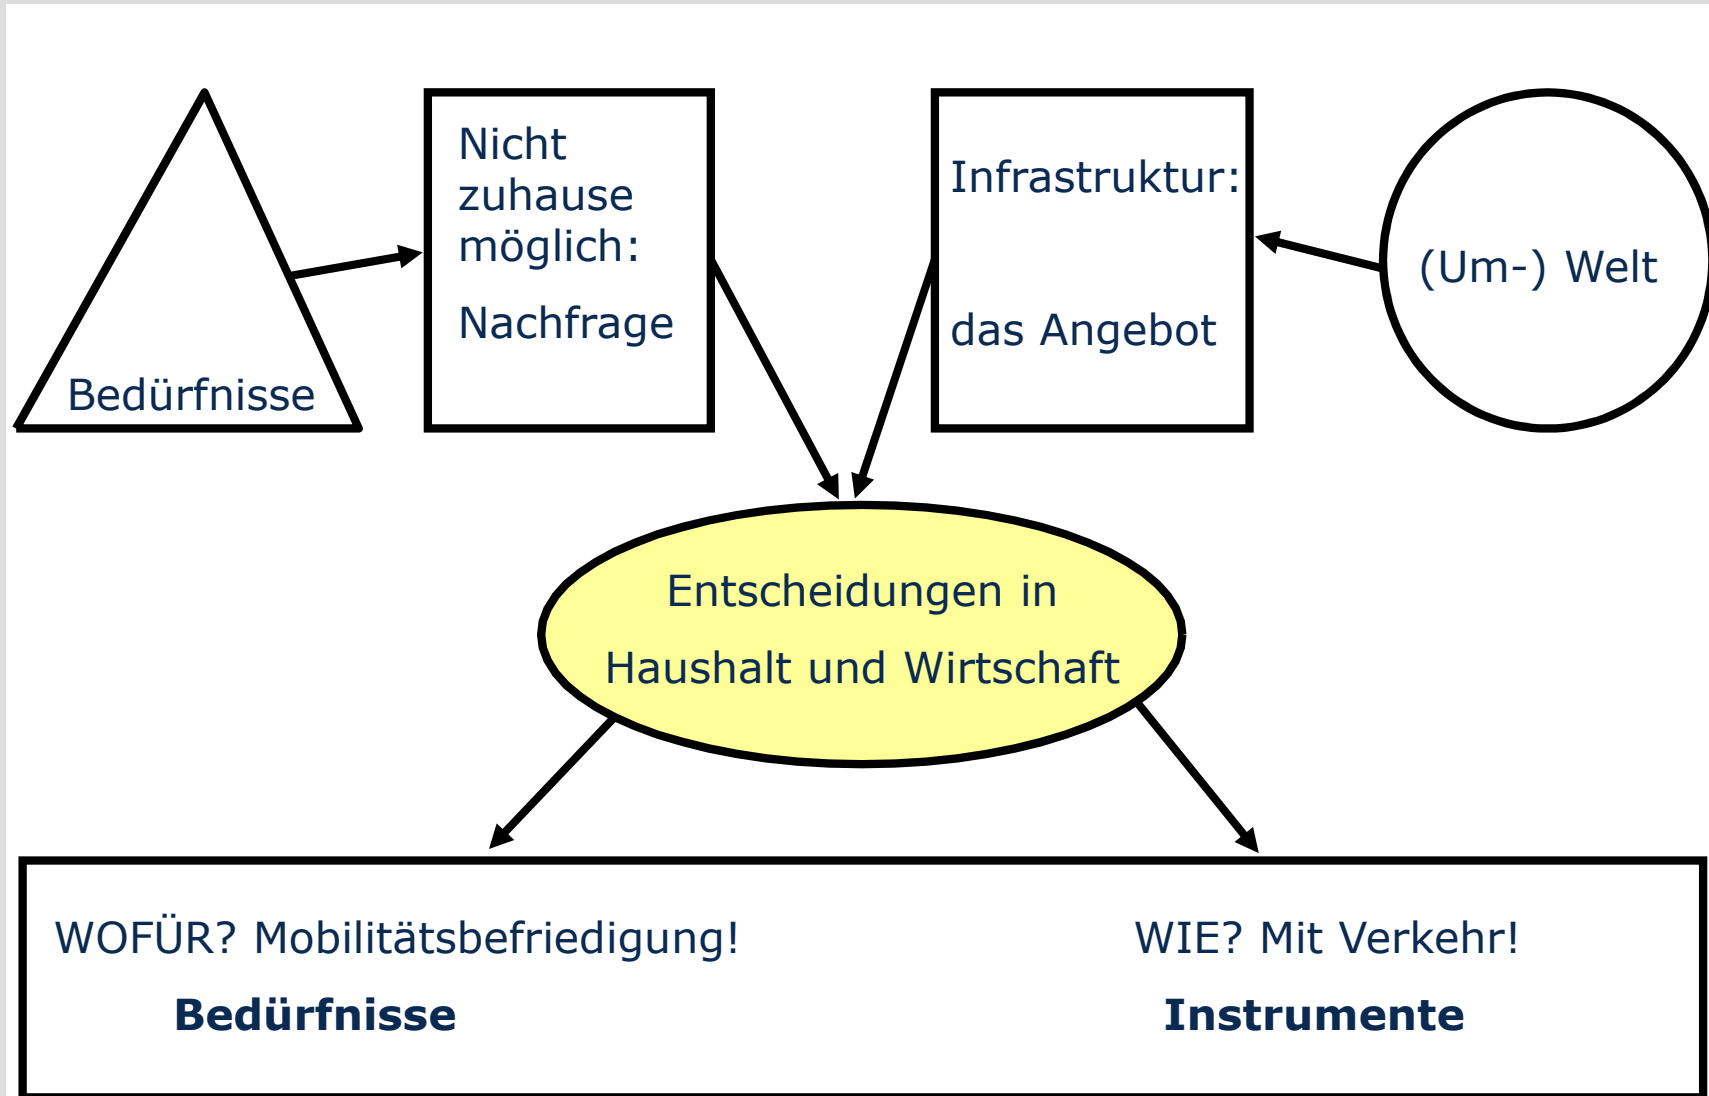 Bedürfnisse
Nicht
zuhause
möglich:
Nachfrage
Infrastruktur:
das Angebot
(Um-) Welt
Entscheidungen in
Haushalt und Wirtschaft
WOFÜR? Mobilitätsbefriedigung!
Bedürfnisse
WIE? Mit Verkehr!
Instrumente